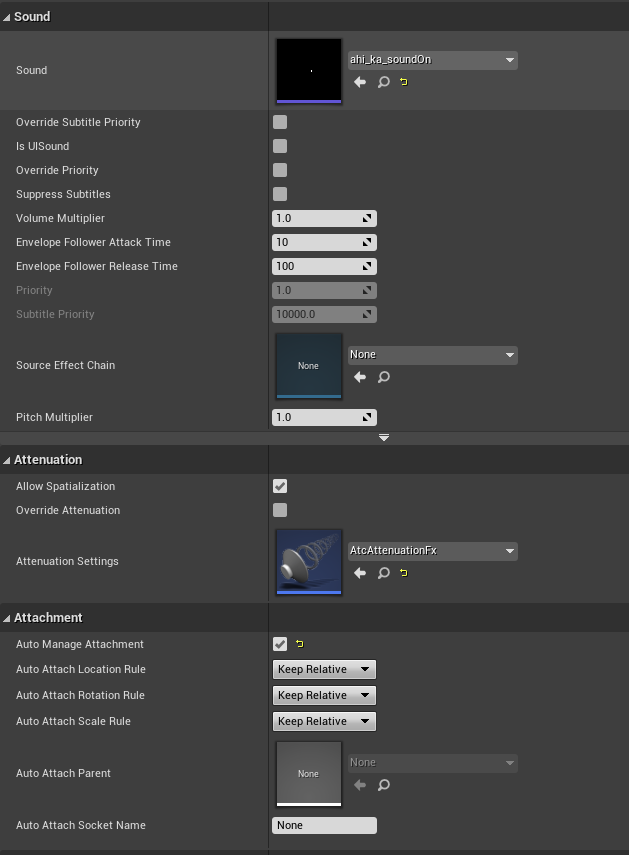 Sound
Sound
ahi_ka_soundOn
Override Subtitle Priority
Is UISound
Override Priority
Suppress Subtitles
Volume Multiplier 1.0
Envelope Follower Attack Time 10
Envelope Follower Release Time 100
Priority 1.0
Subtitle Priority 10000.0
Source Effect Chain
None
None
Pitch Multiplier 1.0
Attenuation
Allow Spatialization
Override Attenuation
Attenuation Settings
AtcAttenuationFx
Attachment
Auto Manage Attachment
Auto Attach Location Rule Keep Relative
Auto Attach Rotation Rule Keep Relative
Auto Attach Scale Rule Keep Relative
Auto Attach Parent
None
None
Auto Attach Socket Name None